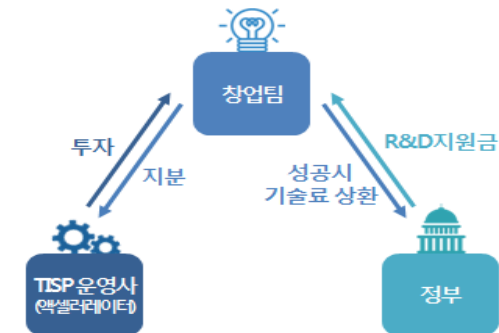 창업팀
투자
지분
성공시
기술료 상환
R&D지원금
TISP 운영사
(액셀러레이터)
정부